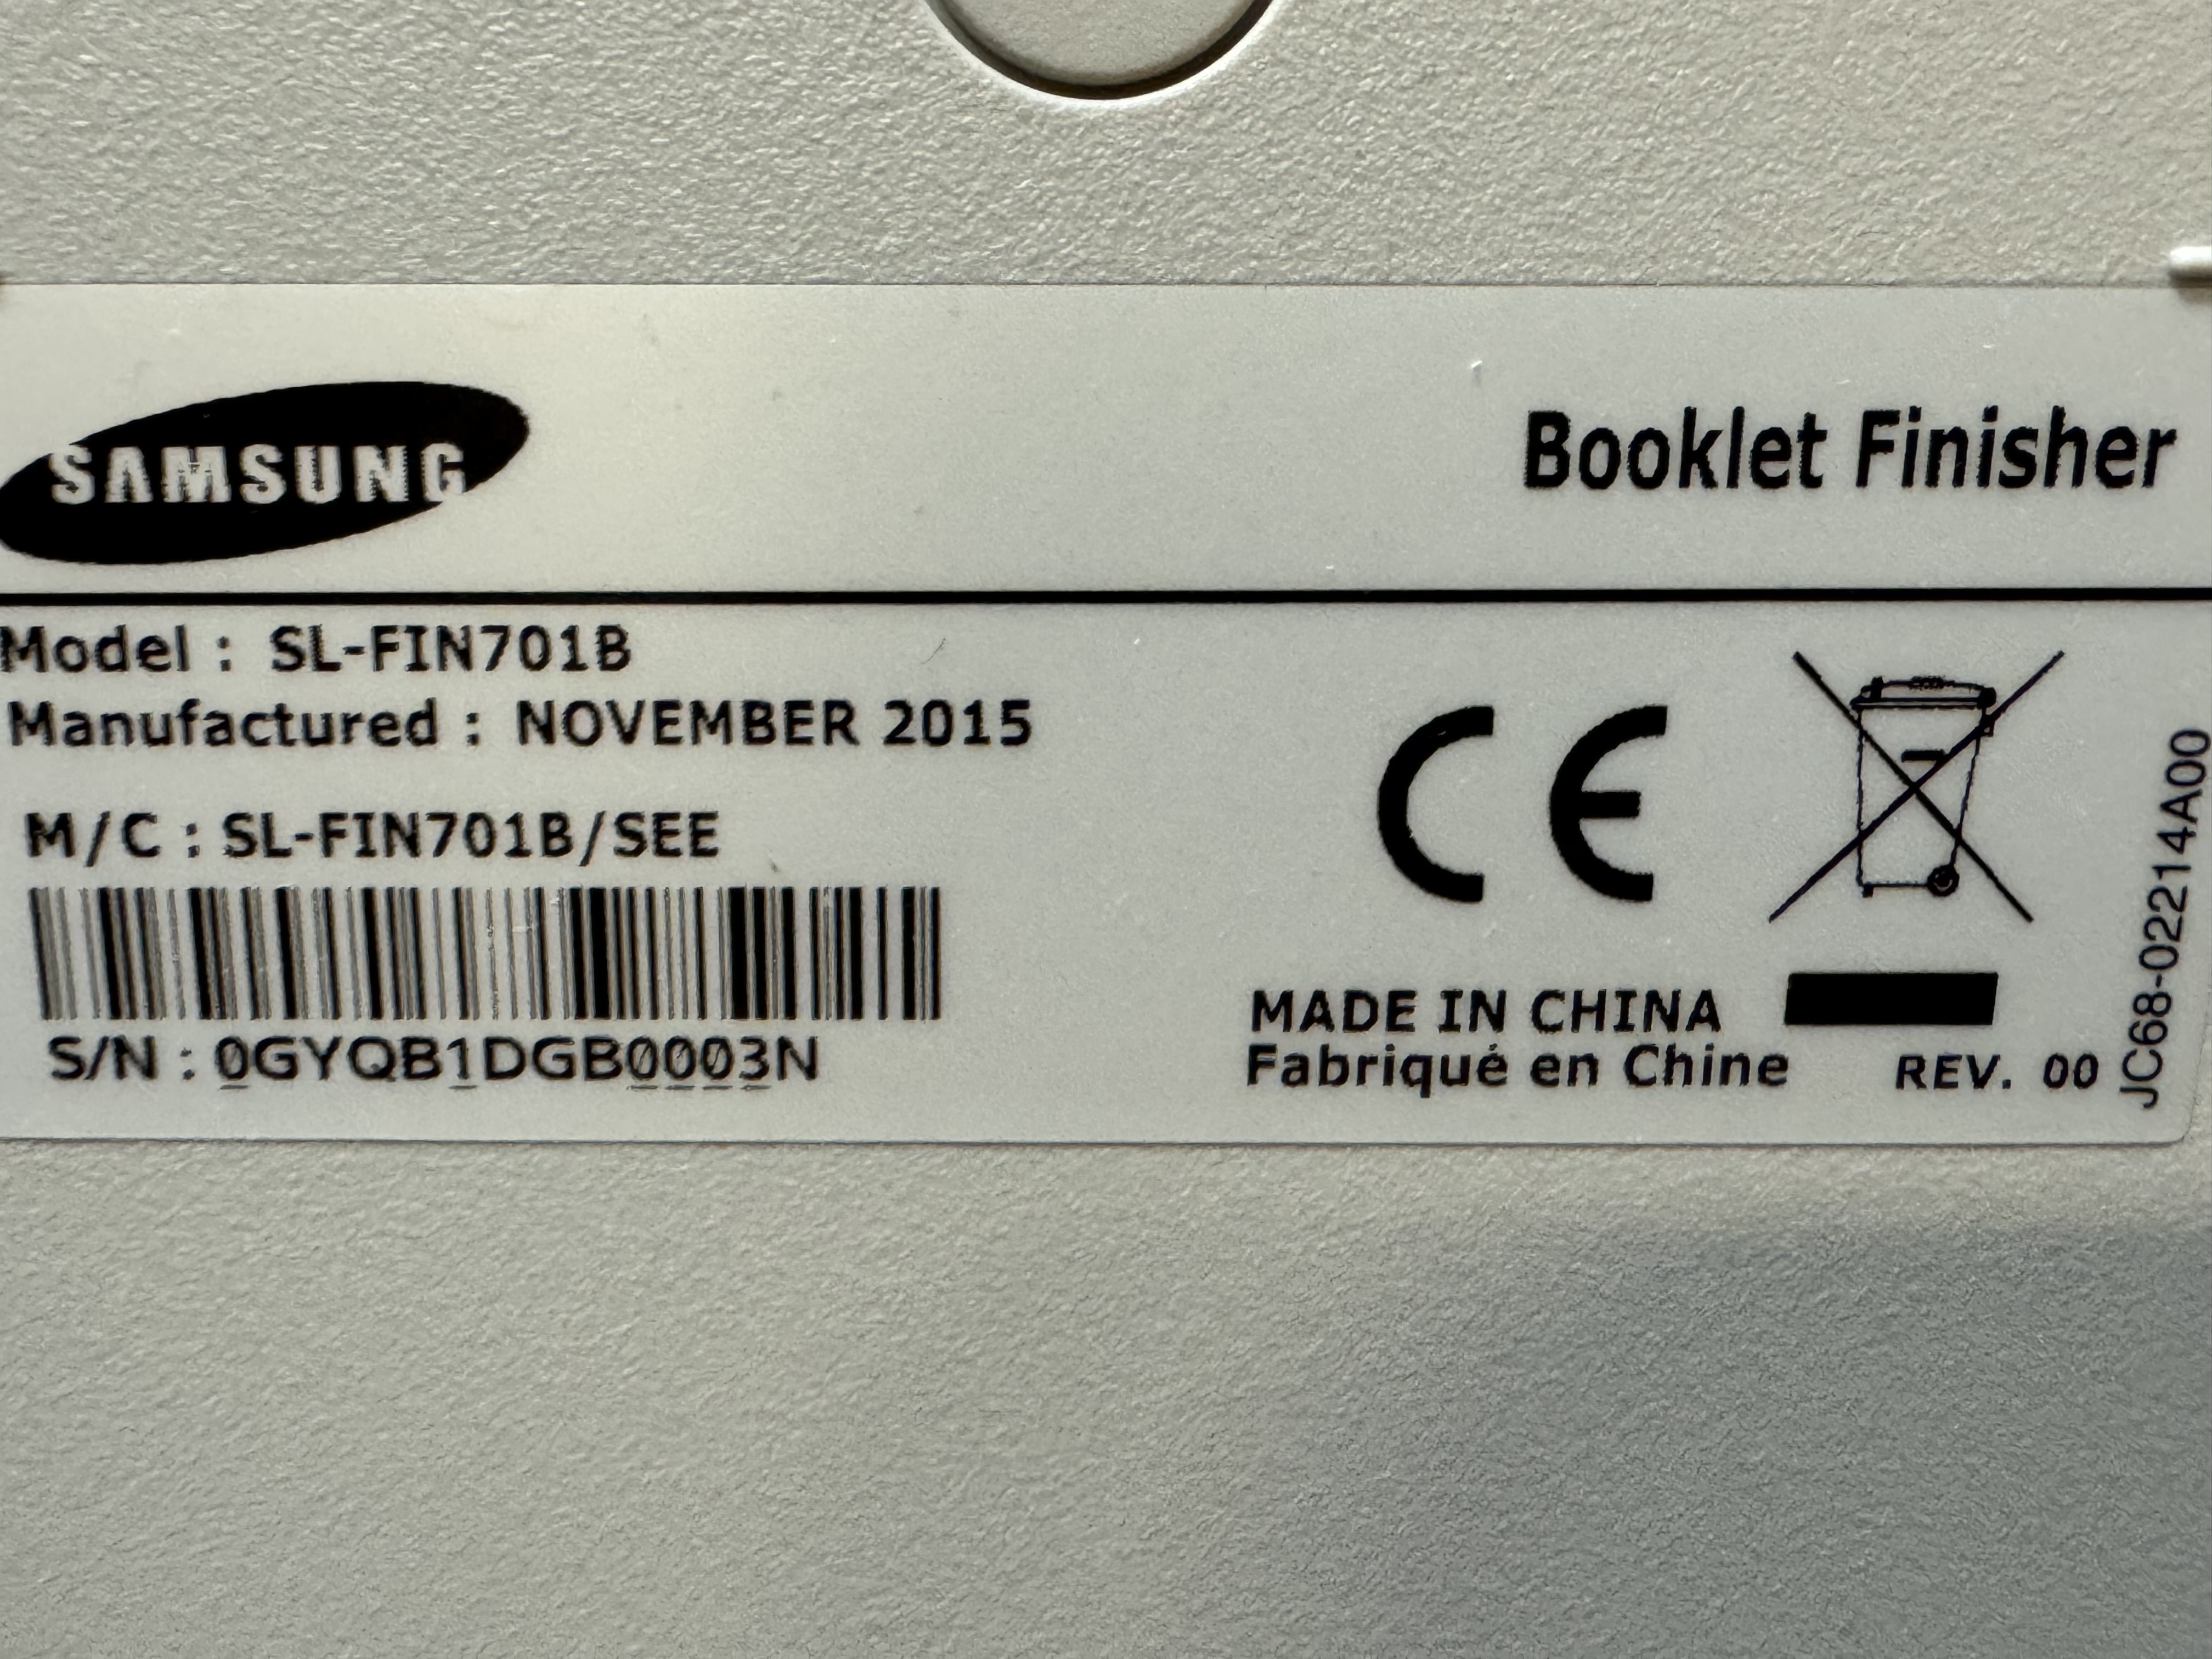 SAMSUNG
Booklet Finisher
Model : SL-FIN701B
Manufactured : NOVEMBER 2015
M/C : SL-FIN701B/SEE
S/N : 0GYQB1DGB0003N
CE
MADE IN CHINA
Fabriqué en Chine
REV. 00
JC68-02214A00